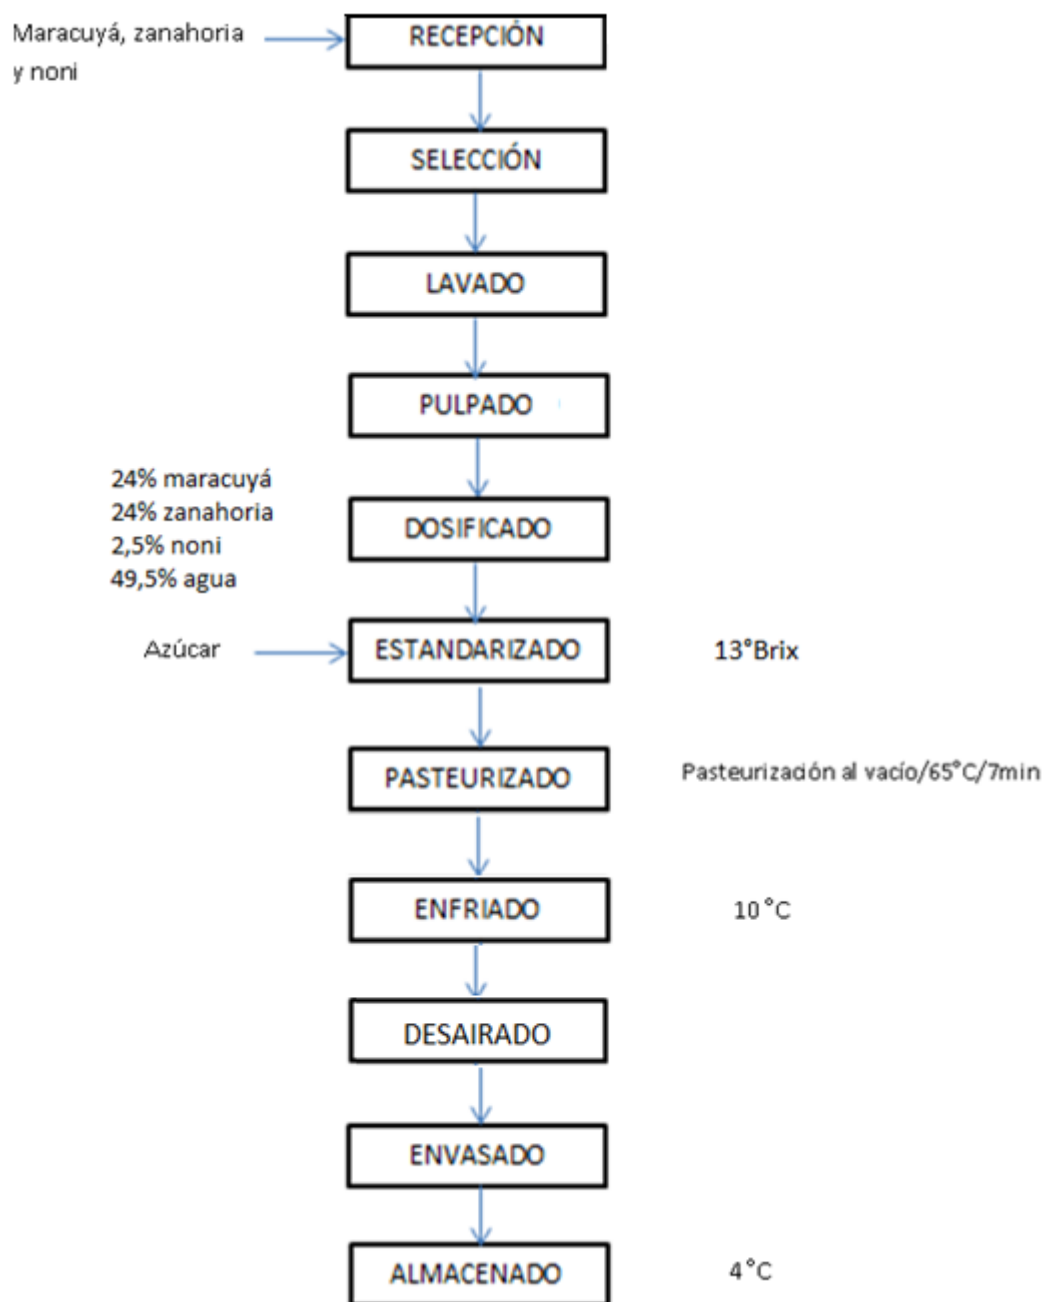 Maracuyá, zanahoria
y noni
RECEPCIÓN
SELECCIÓN
LAVADO
PULPADO
24% maracuyá
24% zanahoria
2,5% noni
49,5% agua
DOSIFICADO
Azúcar
ESTANDARIZADO
13°Brix
PASTEURIZADO
Pasteurización al vacío/65°C/7min
ENFRIADO
10°C
DESAIRADO
ENVASADO
ALMACENADO
4°C